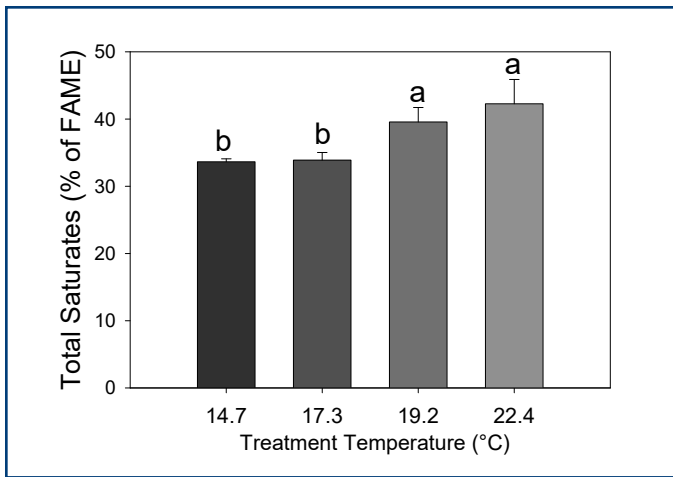 Total Saturates (% of FAME)
50
40
30
20
10
0
b
b
a
a
14.7 17.3 19.2 22.4
Treatment Temperature (°C)